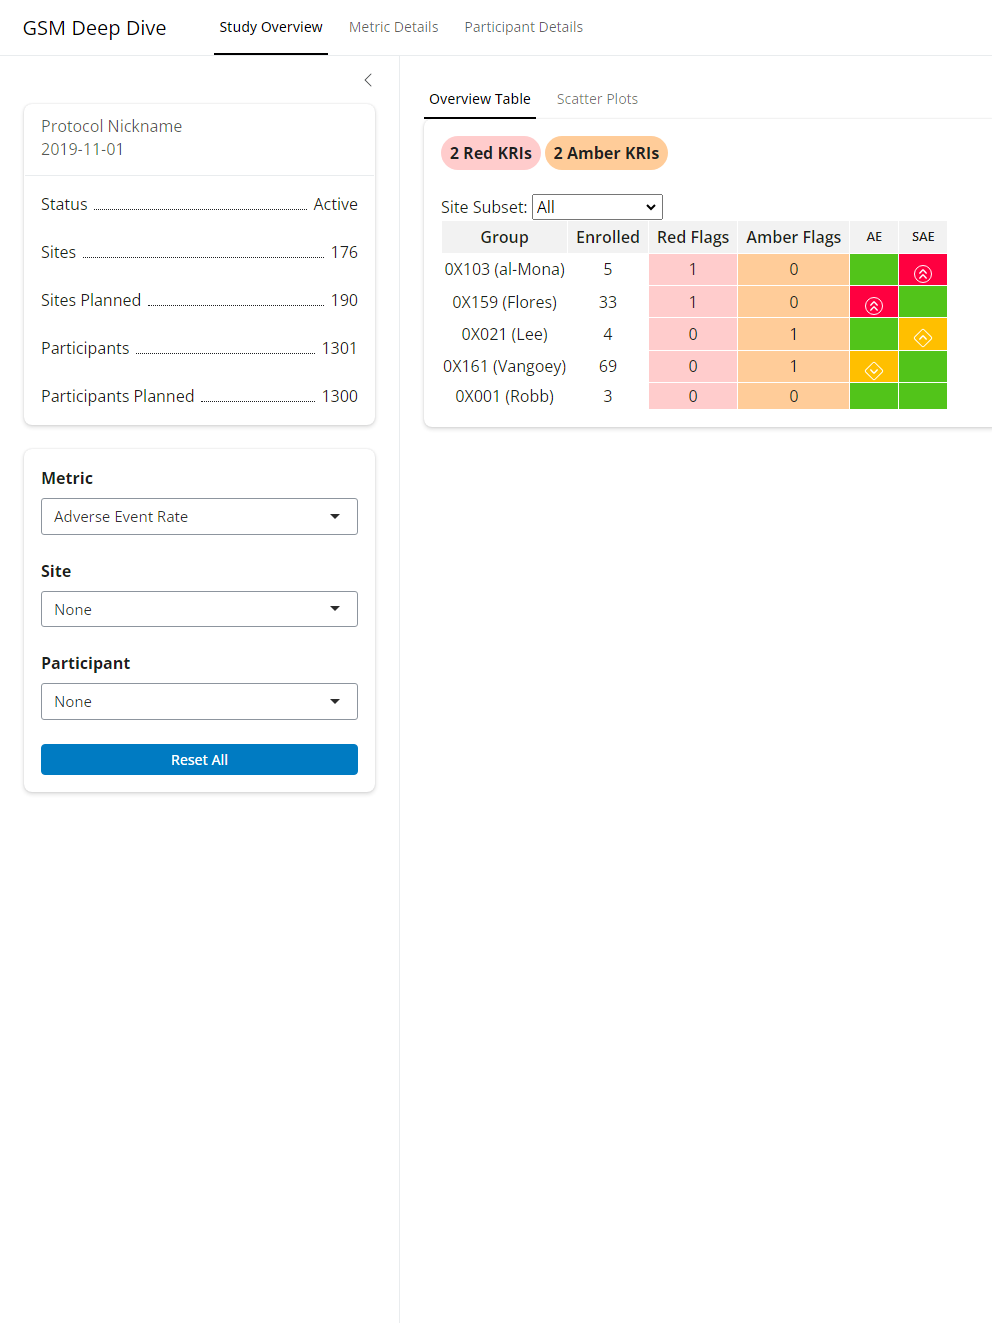 GSM Deep Dive
Study Overview Metric Details Participant Details
Protocol Nickname
2019-11-01
Status Active
Sites 176
Sites Planned 190
Participants 1301
Participants Planned 1300
Metric
Adverse Event Rate
Site
None
Participant
None
Reset All
Overview Table Scatter Plots
2 Red KRIs 2 Amber KRIs
Site Subset: All
Group Enrolled Red Flags Amber Flags AE SAE
0X103 (al-Mona) 5 1 0
0X159 (Flores) 33 1 0
0X021 (Lee) 4 0 1
0X161 (Vangoey) 69 0 1
0X001 (Robb) 3 0 0